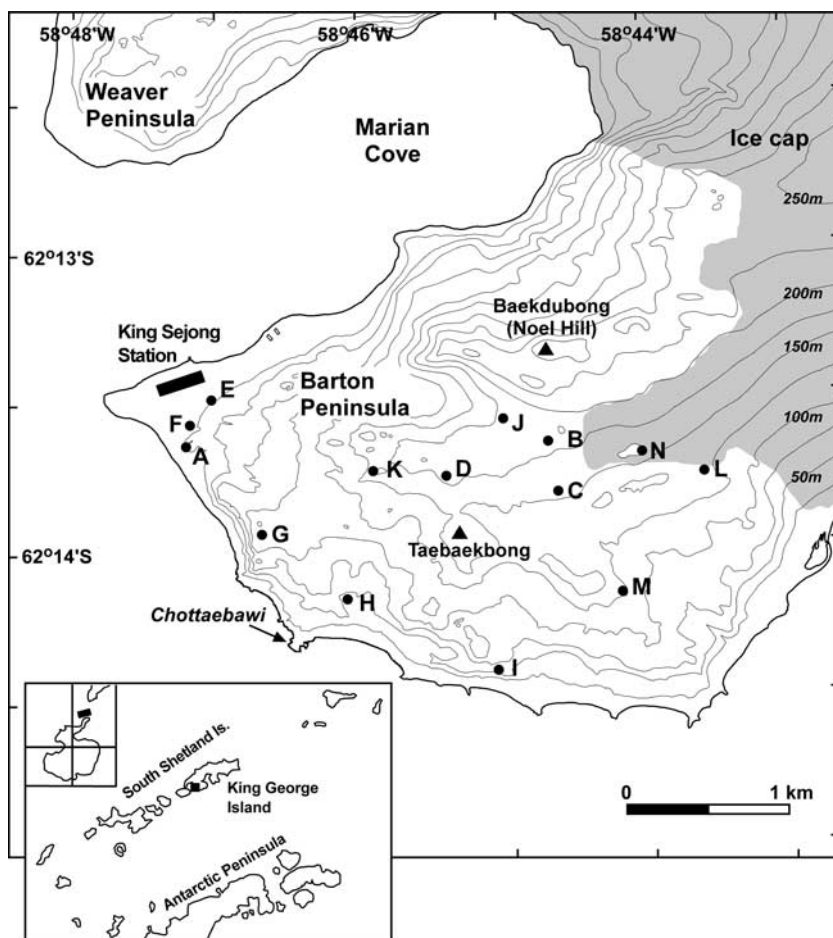 58°48'W
58°46'W
58°44'W
Weaver
Peninsula
Marian
Cove
Ice cap
250m
62°13'S
200m
Baekdubong
(Noel Hill)
King Sejong
Station
150m
Barton
Peninsula
E
100m
F
J
B
A
N
K
D
L
50m
C
G
62°14'S
Taebaekbong
M
H
Chottaebawi
I
South Shetland Is.
King George
Island
0
1 km
Antarctic Peninsula